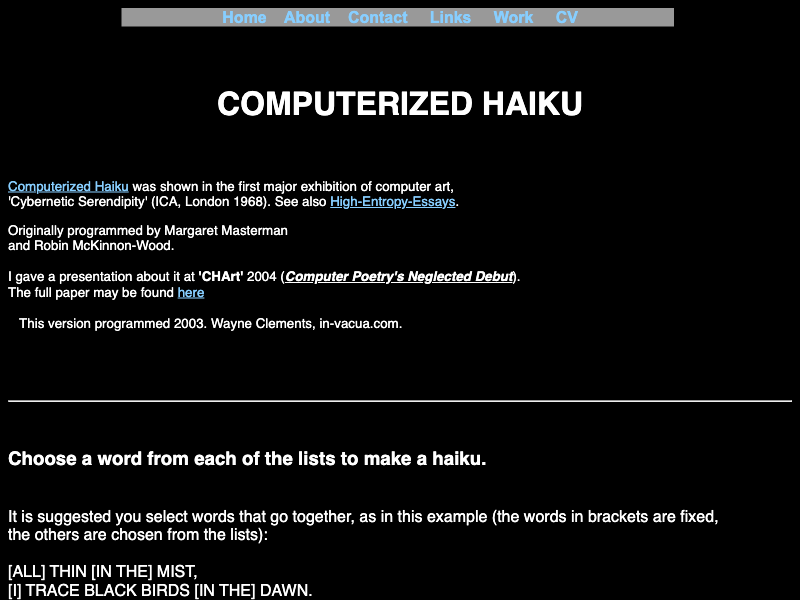 Home About Contact Links Work CV
COMPUTERIZED HAIKU
Computerized Haiku was shown in the first major exhibition of computer art,
'Cybernetic Serendipity' (ICA, London 1968). See also High-Entropy-Essays.
Originally programmed by Margaret Masterman
and Robin McKinnon-Wood.
I gave a presentation about it at 'CHArt' 2004 (Computer Poetry's Neglected Debut).
The full paper may be found here
This version programmed 2003. Wayne Clements, in-vacua.com.
Choose a word from each of the lists to make a haiku.
It is suggested you select words that go together, as in this example (the words in brackets are fixed,
the others are chosen from the lists):
[ALL] THIN [IN THE] MIST,
[I] TRACE BLACK BIRDS [IN THE] DAWN.